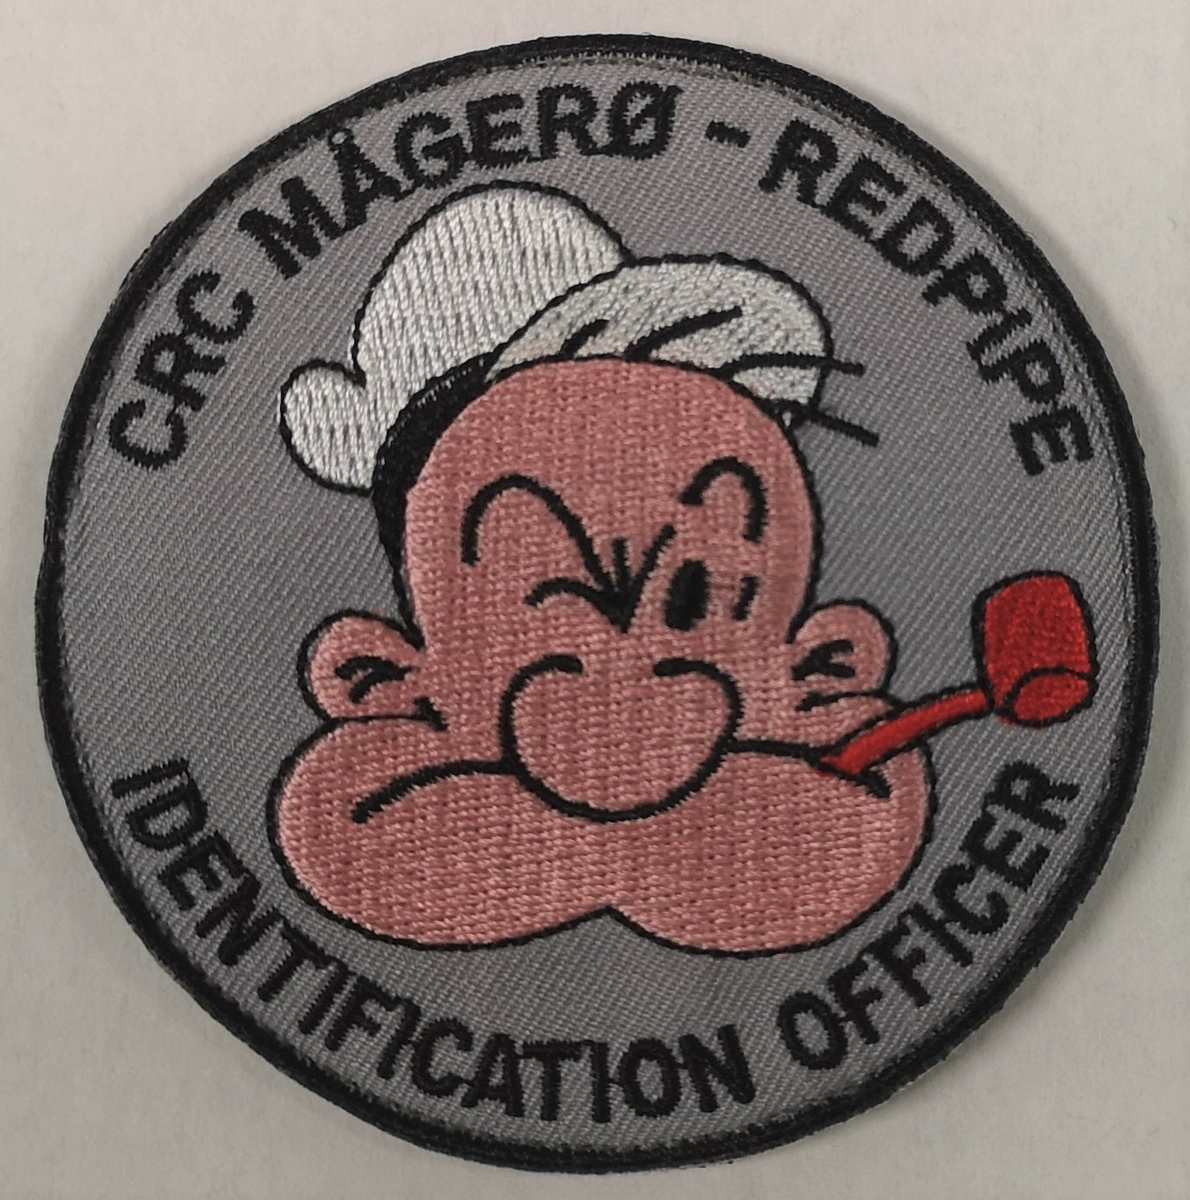 CRC MÅGERØ - REDPIPE
IDENTIFICATION OFFICER